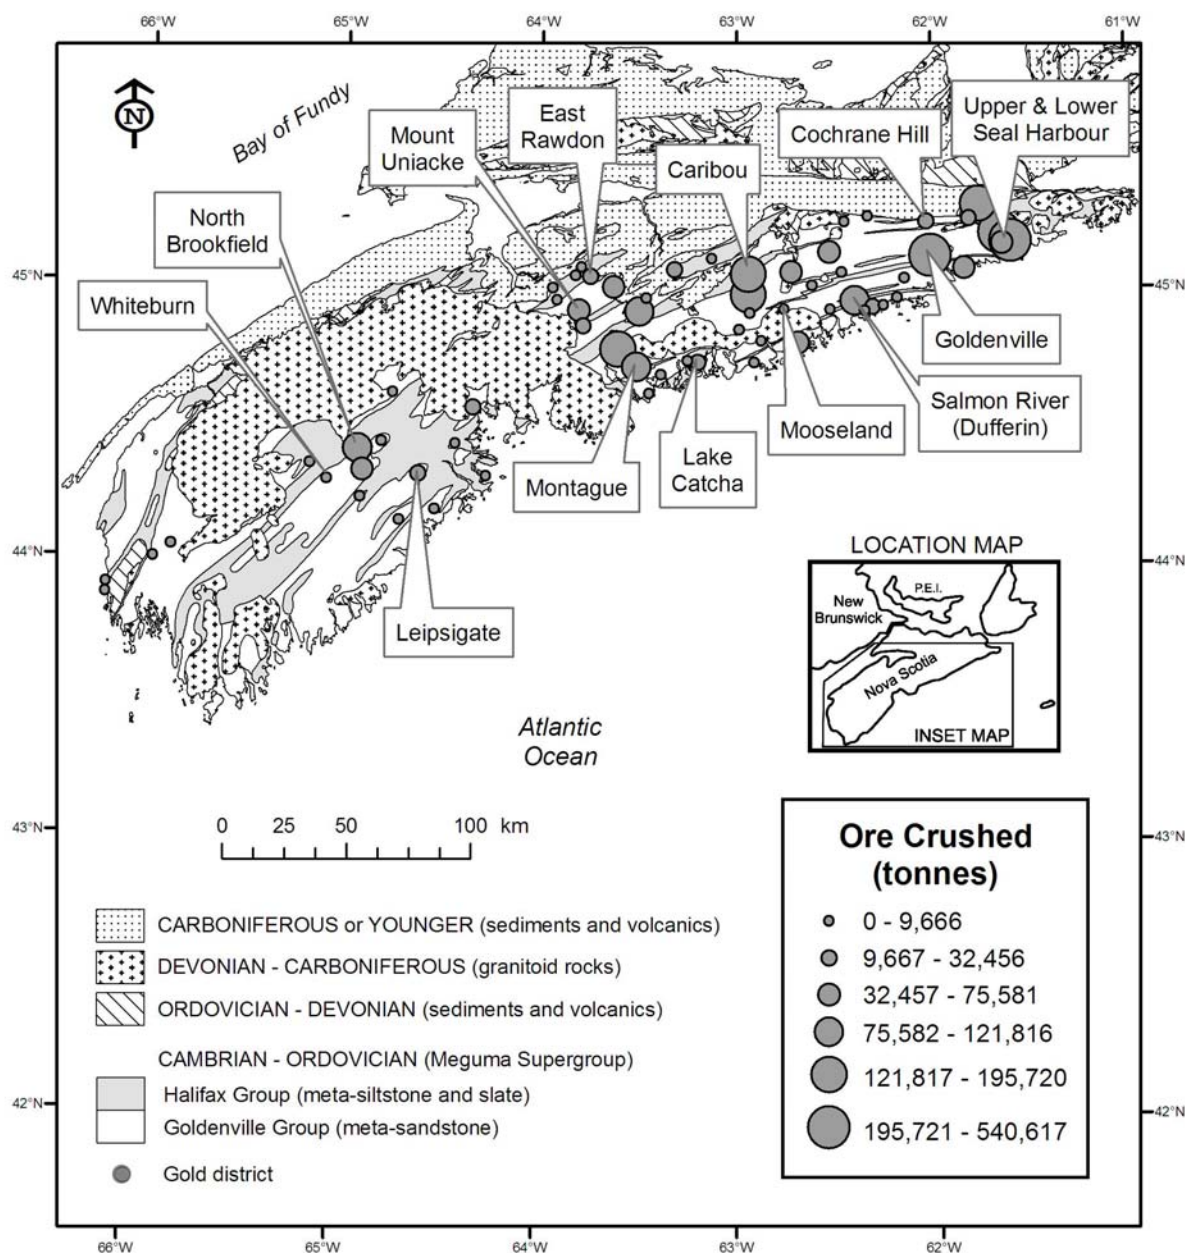 66°W 65°W 64°W 63°W 62°W 61°W
N
Bay of Fundy
East
Rawdon
Mount
Uniacke
Caribou
Cochrane Hill
Upper & Lower
Seal Harbour
North
Brookfield
Whiteburn
45°N 45°N
Goldenville
Salmon River
(Dufferin)
Mooseland
Lake
Catcha
Montague
44°N 44°N
Leipsigate
LOCATION MAP
P.E.I.
New
Brunswick
Nova Scotia
INSET MAP
Atlantic
Ocean
43°N 43°N
0 25 50 100 km
Ore Crushed
(tonnes)
0 - 9,666
9,667 - 32,456
32,457 - 75,581
75,582 - 121,816
121,817 - 195,720
195,721 - 540,617
CARBONIFEROUS or YOUNGER (sediments and volcanics)
DEVONIAN - CARBONIFEROUS (granitoid rocks)
ORDOVICIAN - DEVONIAN (sediments and volcanics)
CAMBRIAN - ORDOVICIAN (Meguma Supergroup)
Halifax Group (meta-siltstone and slate)
Goldenville Group (meta-sandstone)
Gold district
42°N 42°N
66°W 65°W 64°W 63°W 62°W